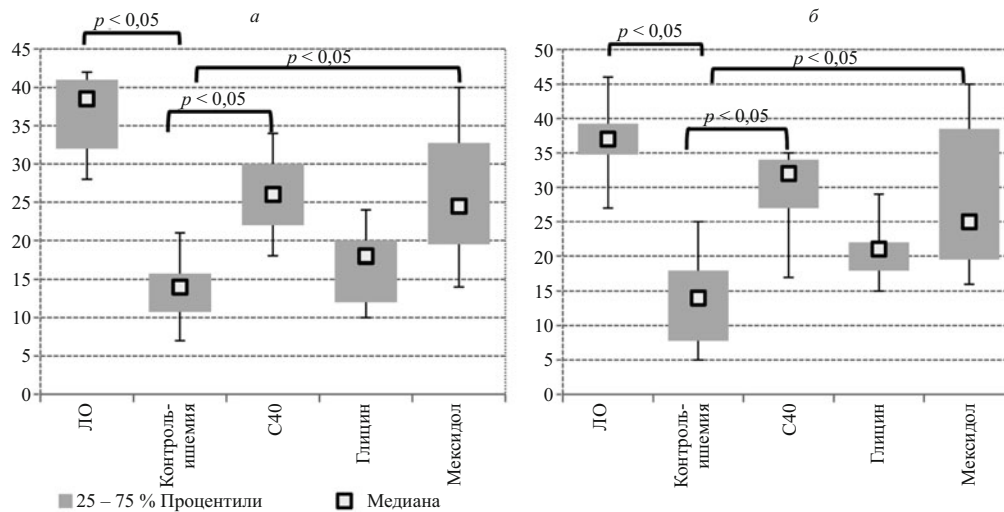 а
p < 0,05
p < 0,05
p < 0,05
45
40
35
30
25
20
15
10
5
0
ЛО
Контроль-
ишемия
С40
Глицин
Мексидол
б
p < 0,05
p < 0,05
p < 0,05
50
45
40
35
30
25
20
15
10
5
0
ЛО
Контроль-
ишемия
С40
Глицин
Мексидол
25 – 75 % Процентили
Медиана